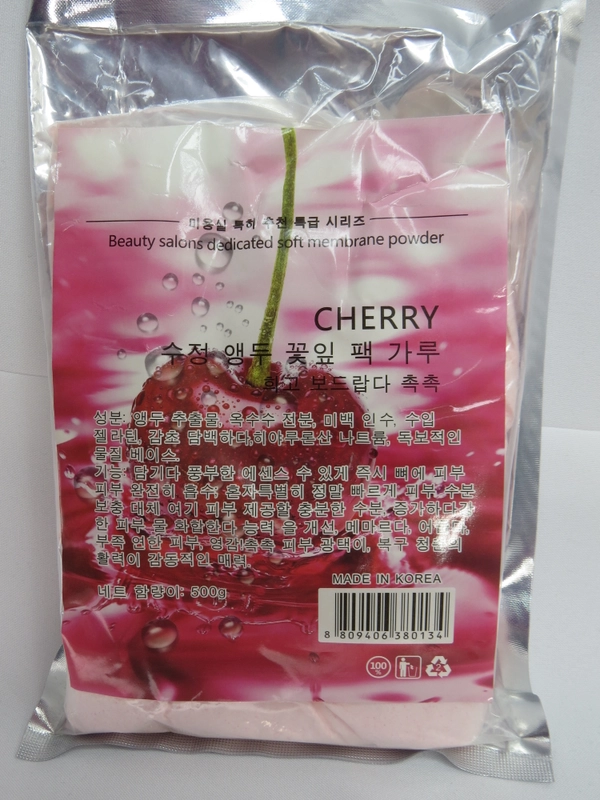 미용실 특허 추천 특급 시리즈
Beauty salons dedicated soft membrane powder
CHERRY
수정 앵두 꽃잎 팩 가루
하고 보드랍다 촉촉
성분: 앵두 추출물, 옥수수 전분, 미백 인수, 수입
젤라틴, 감초 담백하다,히야루론산 나트륨, 독보적인
물질 베이스.
기능: 담기다 풍부한 에센스 수 있게 즉시 뼈에 피부
피부 완전히 흡수: 혼자특별히 정말 빠르게 피부 수분
보충 대체 여기 피부 제공할 충분한 수분, 증가하다
한 피부 물 확함한다 능력 을 개선, 메마르다,
부족 연한 피부, 영감!촉촉 피부 광택이, 복구 청춘의
활력이 감동적인 매력
네트 함량이: 500g
MADE IN KOREA
8 809406 380134
100
%
2